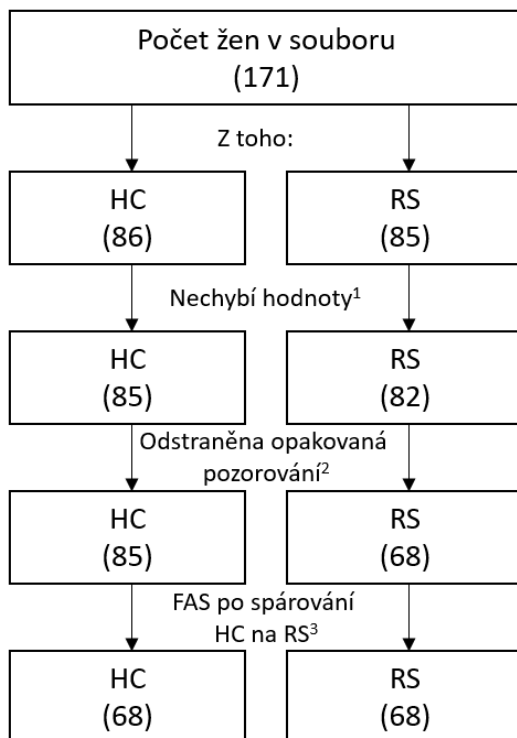 Počet žen v souboru
(171)
Z toho:
HC
(86)
RS
(85)
Nechybí hodnoty¹
HC
(85)
RS
(82)
Odstraněna opakovaná
pozorování²
HC
(85)
RS
(68)
FAS po spárování
HC na RS³
HC
(68)
RS
(68)